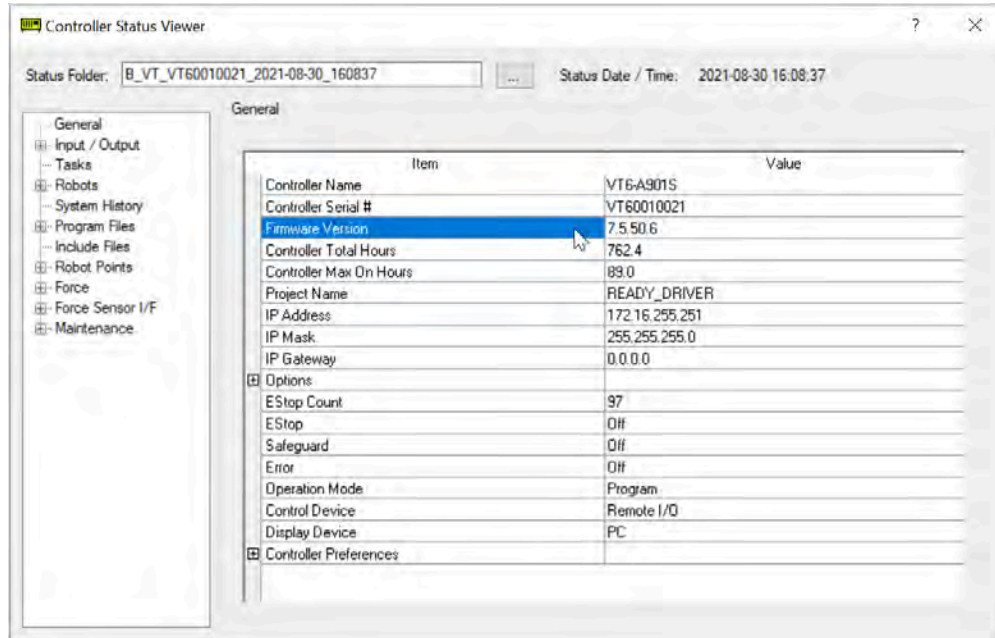 Controller Status Viewer
? ×
Status Folder: B_VT_VT60010021_2021-08-30_160837 ... Status Date / Time: 2021-08-30 16:08:37
General
Input / Output
Tasks
Robots
System History
Program Files
Include Files
Robot Points
Force
Force Sensor I/F
Maintenance
General
Item Value
Controller Name VT6-A901S
Controller Serial # VT60010021
Firmware Version 7.5.50.6
Controller Total Hours 762.4
Controller Max On Hours 89.0
Project Name READY_DRIVER
IP Address 172.16.255.251
IP Mask 255.255.255.0
IP Gateway 0.0.0.0
Options
EStop Count 97
EStop Off
Safeguard Off
Error Off
Operation Mode Program
Control Device Remote I/O
Display Device PC
Controller Preferences